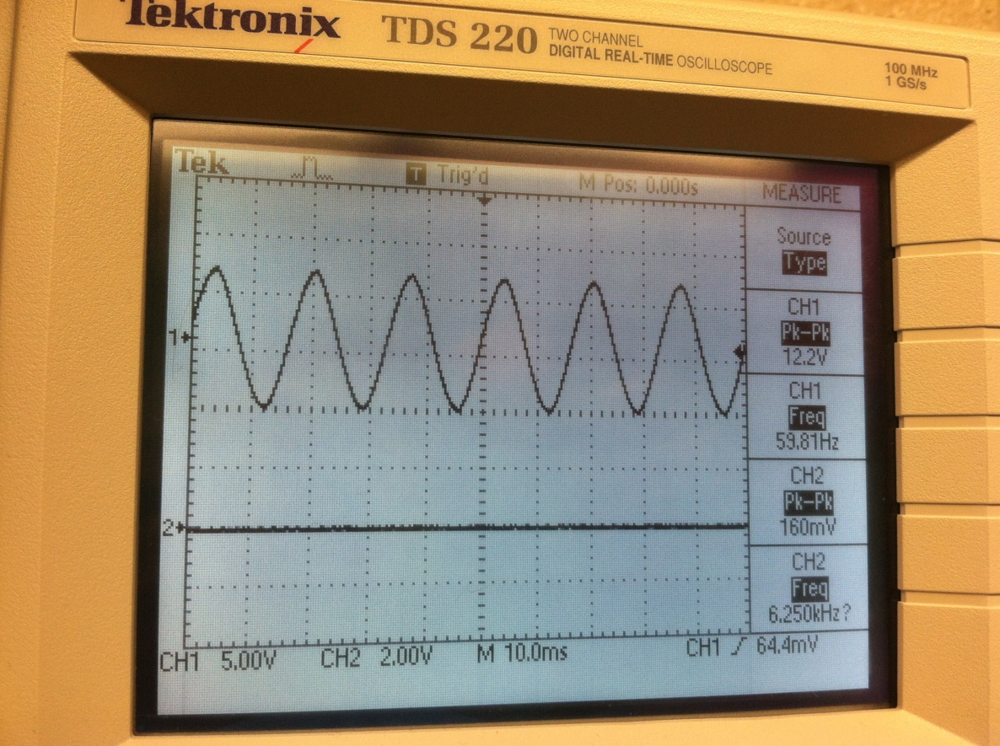 Tektronix TDS 220 TWO CHANNEL
DIGITAL REAL-TIME OSCILLOSCOPE
100 MHz
1 GS/s
Tek T Trig'd M Pos: 0.000s MEASURE
Source
Type
CH1
Pk-Pk
12.2V
CH1
Freq
59.81Hz
CH2
Pk-Pk
160mV
CH2
Freq
6.250kHz?
1
2
CH1 5.00V CH2 2.00V M 10.0ms CH1 64.4mV